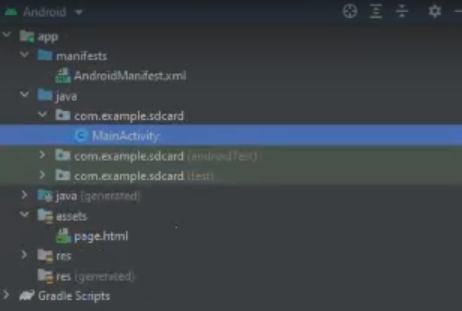 Android
app
manifests
AndroidManifest.xml
java
com.example.sdcard
MainActivity
com.example.sdcard (androidTest)
com.example.sdcard (test)
java (generated)
assets
page.html
res
res (generated)
Gradle Scripts